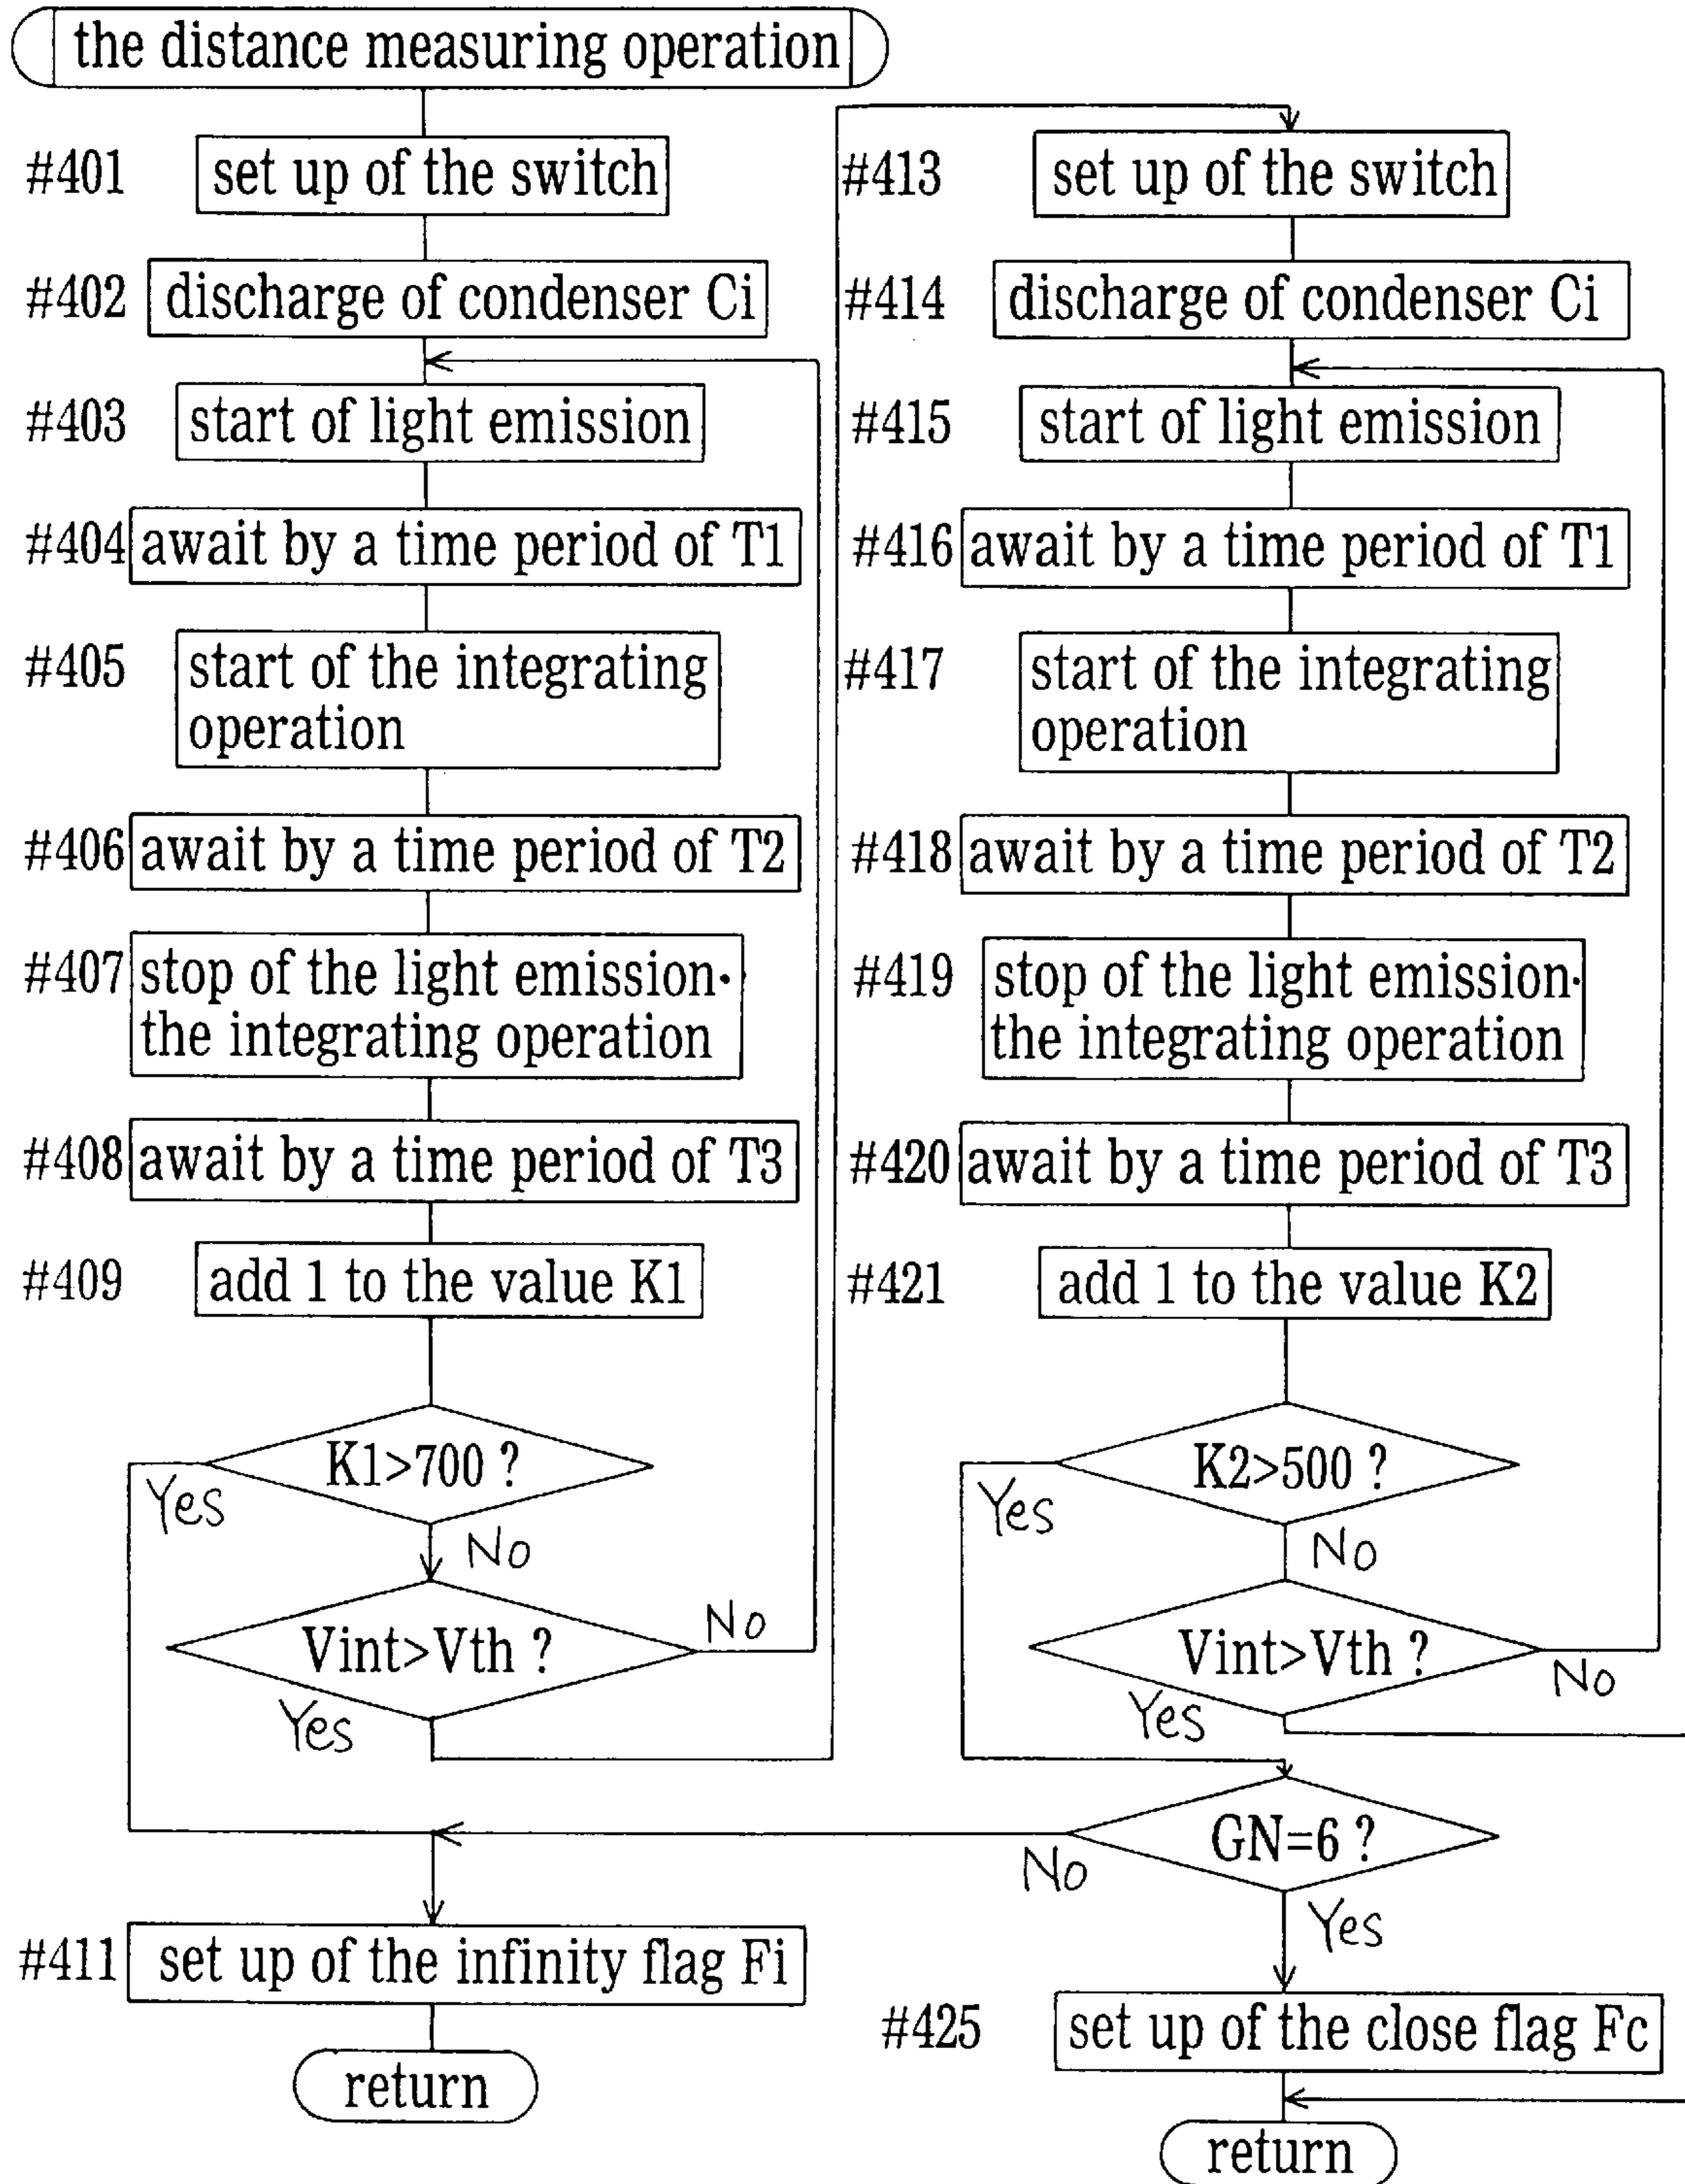 the distance measuring operation
#401 set up of the switch
#402 discharge of condenser Ci
#403 start of light emission
#404 await by a time period of T1
#405 start of the integrating
operation
#406 await by a time period of T2
#407 stop of the light emission·
the integrating operation
#408 await by a time period of T3
#409 add 1 to the value K1
K1>700 ?
Yes
No
Vint>Vth ?
No
Yes
#411 set up of the infinity flag Fi
return
#413 set up of the switch
#414 discharge of condenser Ci
#415 start of light emission
#416 await by a time period of T1
#417 start of the integrating
operation
#418 await by a time period of T2
#419 stop of the light emission·
the integrating operation
#420 await by a time period of T3
#421 add 1 to the value K2
K2>500 ?
Yes
No
Vint>Vth ?
No
Yes
GN=6 ?
No
Yes
#425 set up of the close flag Fc
return